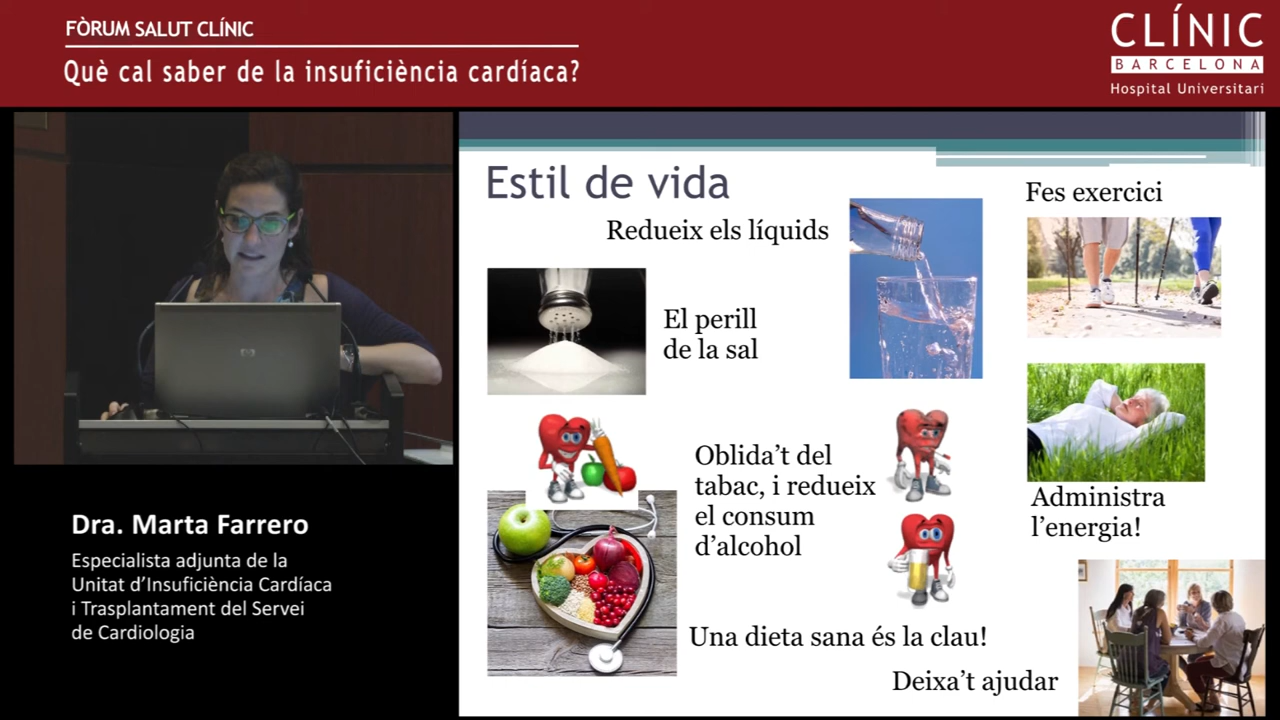 FÒRUM SALUT CLÍNIC
Què cal saber de la insuficiència cardíaca?
CLÍNIC
BARCELONA
Hospital Universitari
Dra. Marta Farrero
Especialista adjunta de la
Unitat d’Insuficiència Cardíaca
i Trasplantament del Servei
de Cardiologia
Estil de vida
Redueix els líquids
Fes exercici
El perill
de la sal
Oblida’t del
tabac, i redueix
el consum
d’alcohol
Administra
l’energia!
Una dieta sana és la clau!
Deixa’t ajudar
hp